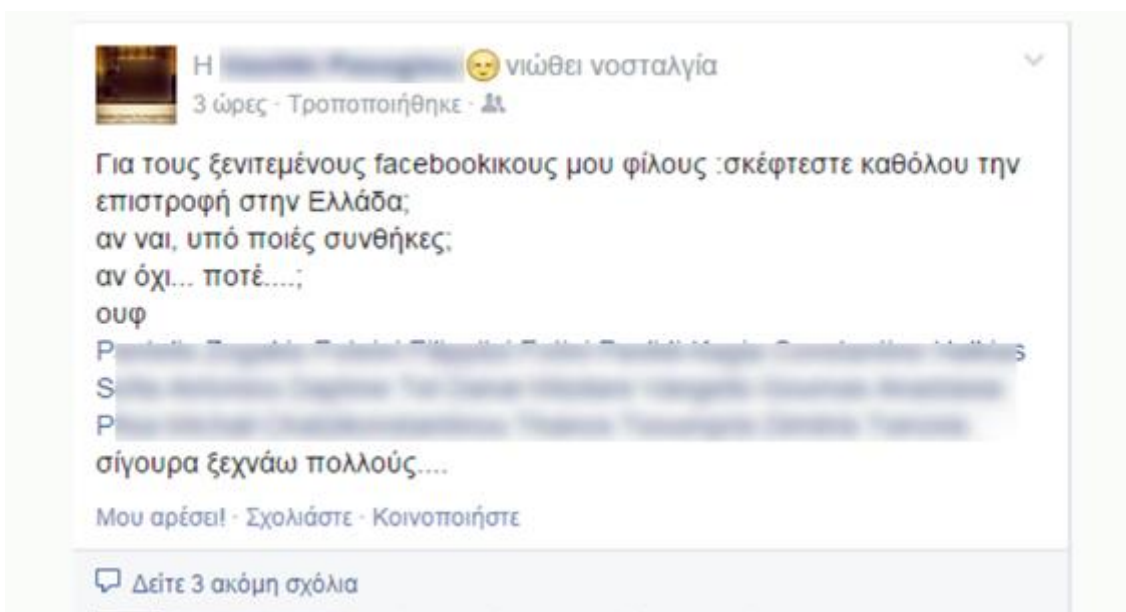 Η νιώθει νοσταλγία
3 ώρες · Τροποποιήθηκε ·
Για τους ξενιτεμένους facebookικους μου φίλους :σκέφτεστε καθόλου την
επιστροφή στην Ελλάδα;
αν ναι, υπό ποιές συνθήκες;
αν όχι... ποτέ....;
ουφ
σίγουρα ξεχνάω πολλούς....
Μου αρέσει! · Σχολιάστε · Κοινοποιήστε
Δείτε 3 ακόμη σχόλια